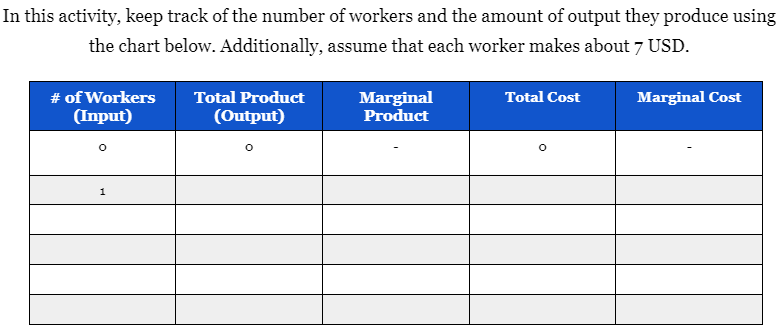 In this activity, keep track of the number of workers and the amount of output they produce using
the chart below. Additionally, assume that each worker makes about 7 USD.
# of Workers (Input) Total Product (Output) Marginal Product Total Cost Marginal Cost
0 0 - 0 -
1